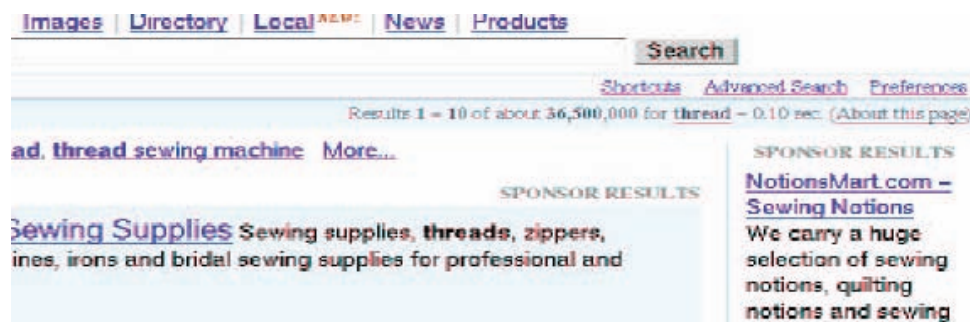 Images | Directory | Local NEW! | News | Products
Search
Shortcuts Advanced Search Preferences
Results 1 - 10 of about 36,500,000 for thread - 0.10 sec. (About this page)
ad, thread sewing machine More...
SPONSOR RESULTS
Sewing Supplies Sewing supplies, threads, zippers,
ines, irons and bridal sewing supplies for professional and
SPONSOR RESULTS
NotionsMart.com –
Sewing Notions
We carry a huge
selection of sewing
notions, quilting
notions and sewing